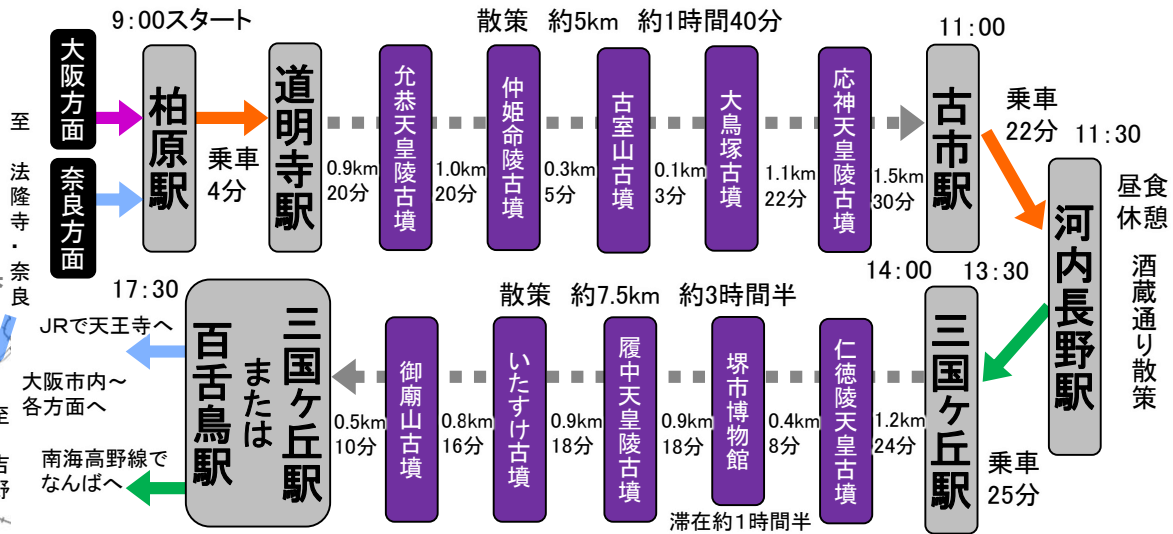 9:00スタート
散策 約5km 約1時間40分
11:00
大阪方面
奈良方面
柏原駅
乗車
4分
道明寺駅
0.9km
20分
允恭天皇陵古墳
1.0km
20分
仲姫命陵古墳
0.3km
5分
古室山古墳
0.1km
3分
大鳥塚古墳
1.1km
22分
応神天皇陵古墳
1.5km
30分
古市駅
乗車
22分
11:30
河内長野駅
昼食
休憩
酒蔵通り散策
13:30
乗車
25分
14:00
三国ケ丘駅
散策 約7.5km 約3時間半
1.2km
24分
仁徳陵天皇古墳
0.4km
8分
堺市博物館
滞在約1時間半
0.9km
18分
履中天皇陵古墳
0.9km
18分
いたすけ古墳
0.8km
16分
御廟山古墳
0.5km
10分
17:30
三国ケ丘駅
または
百舌鳥駅
JRで天王寺へ
大阪市内～
各方面へ
南海高野線で
なんばへ
至 法隆寺・奈良
至